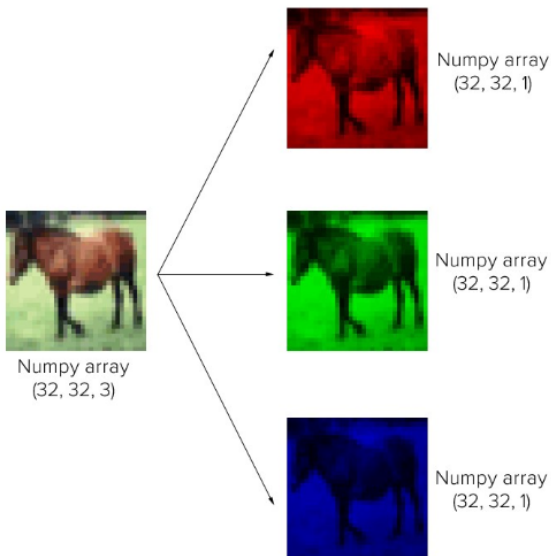 Numpy array
(32, 32, 1)
Numpy array
(32, 32, 1)
Numpy array
(32, 32, 3)
Numpy array
(32, 32, 1)